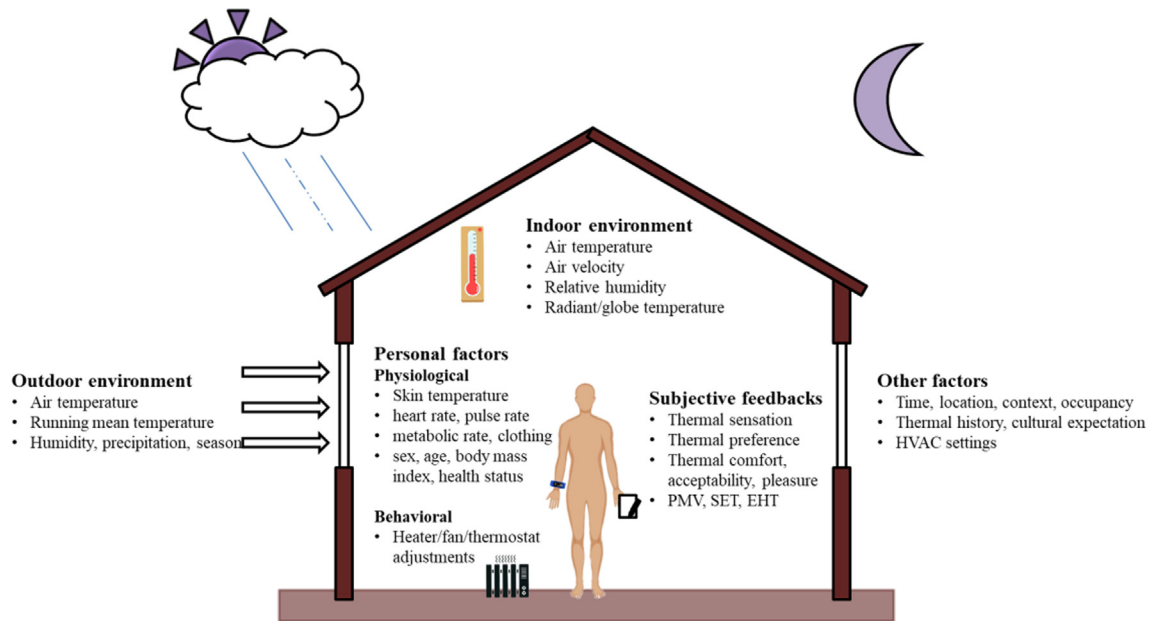 Indoor environment
• Air temperature
• Air velocity
• Relative humidity
• Radiant/globe temperature
Outdoor environment
• Air temperature
• Running mean temperature
• Humidity, precipitation, season
Personal factors
Physiological
• Skin temperature
• heart rate, pulse rate
• metabolic rate, clothing
• sex, age, body mass
index, health status
Behavioral
• Heater/fan/thermostat
adjustments
Subjective feedbacks
• Thermal sensation
• Thermal preference
• Thermal comfort,
acceptability, pleasure
• PMV, SET, EHT
Other factors
• Time, location, context, occupancy
• Thermal history, cultural expectation
• HVAC settings